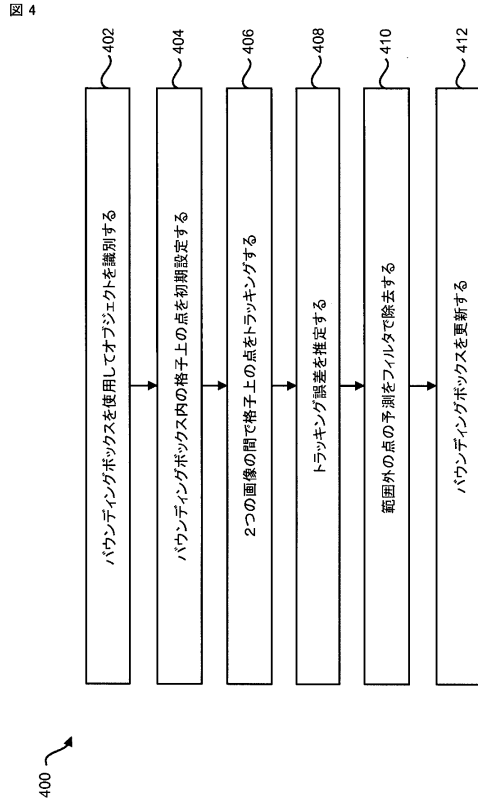 図 4
400
402
バウンディングボックスを使用してオブジェクトを識別する
404
バウンディングボックス内の格子上の点を初期設定する
406
2つの画像の間で格子上の点をトラッキングする
408
トラッキング誤差を推定する
410
範囲外の点の予測をフィルタで除去する
412
バウンディングボックスを更新する